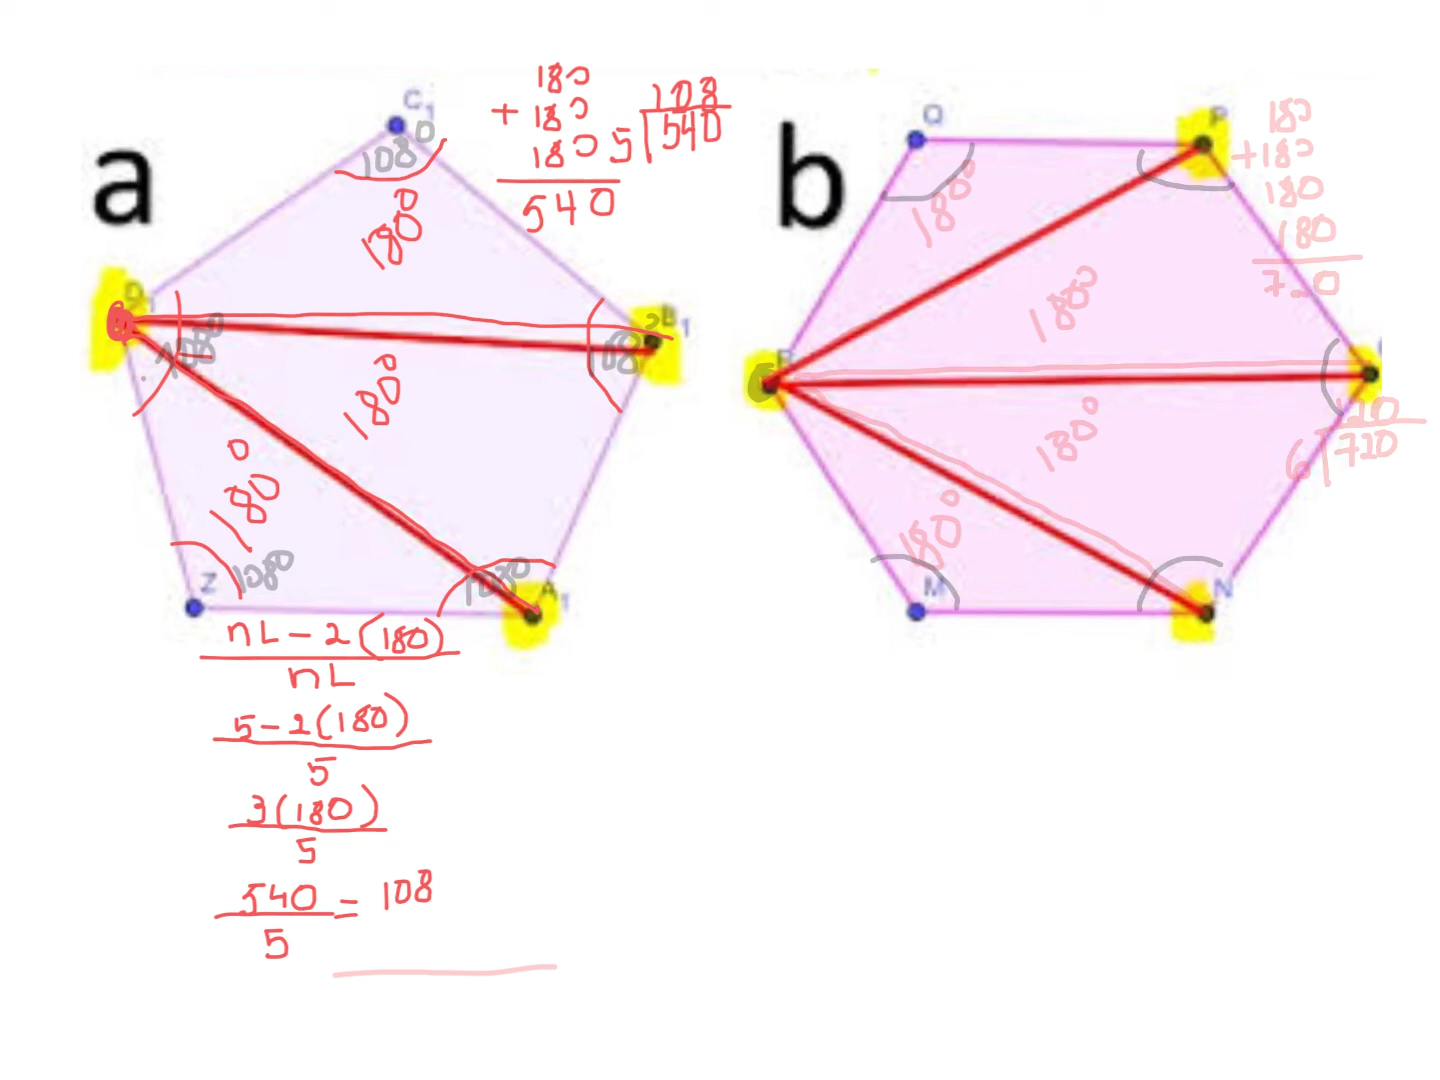 a
C1
108°
180°
180
+ 180
180
540
108
5 540
D1
108°
B1
108°
180°
180°
Z
108°
108°
A1
nL - 2 (180)
nL
5 - 2 (180)
5
3 (180)
5
540 = 108
5
b
Q
P
180°
180
+180
180
180
720
180°
R
180°
120
6 720
180°
M
N